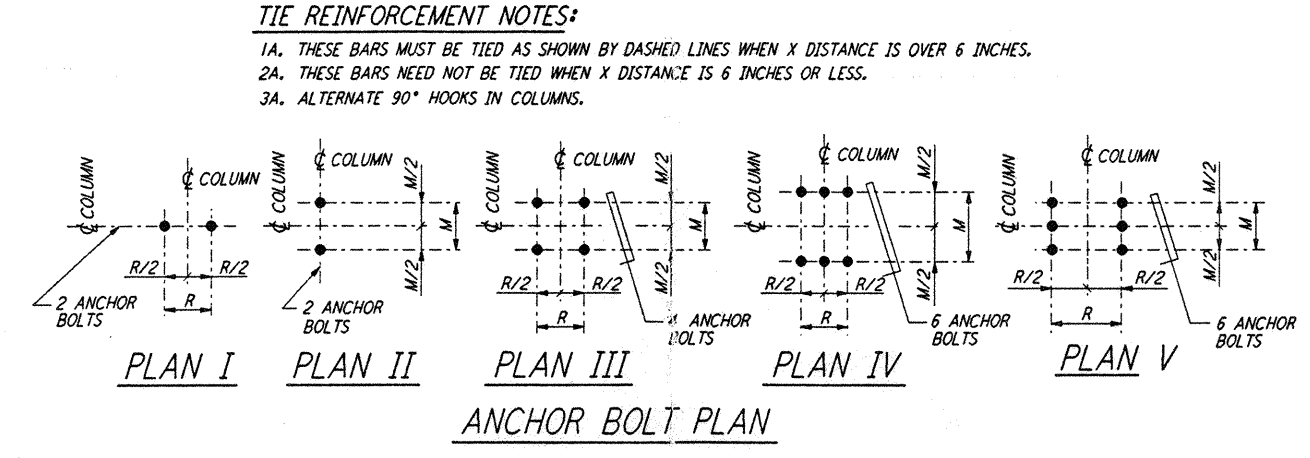 TIE REINFORCEMENT NOTES:
1A. THESE BARS MUST BE TIED AS SHOWN BY DASHED LINES WHEN X DISTANCE IS OVER 6 INCHES.
2A. THESE BARS NEED NOT BE TIED WHEN X DISTANCE IS 6 INCHES OR LESS.
3A. ALTERNATE 90° HOOKS IN COLUMNS.
℄ COLUMN
℄ COLUMN
R/2
R/2
R
2 ANCHOR
BOLTS
PLAN I
℄ COLUMN
℄ COLUMN
M/2
M
M/2
2 ANCHOR
BOLTS
PLAN II
℄ COLUMN
℄ COLUMN
M/2
M
M/2
R/2
R/2
R
4 ANCHOR
BOLTS
PLAN III
℄ COLUMN
℄ COLUMN
M/2
M
M/2
R/2
R/2
R
6 ANCHOR
BOLTS
PLAN IV
℄ COLUMN
℄ COLUMN
M/2
M
M/2
R/2
R/2
R
6 ANCHOR
BOLTS
PLAN V
ANCHOR BOLT PLAN